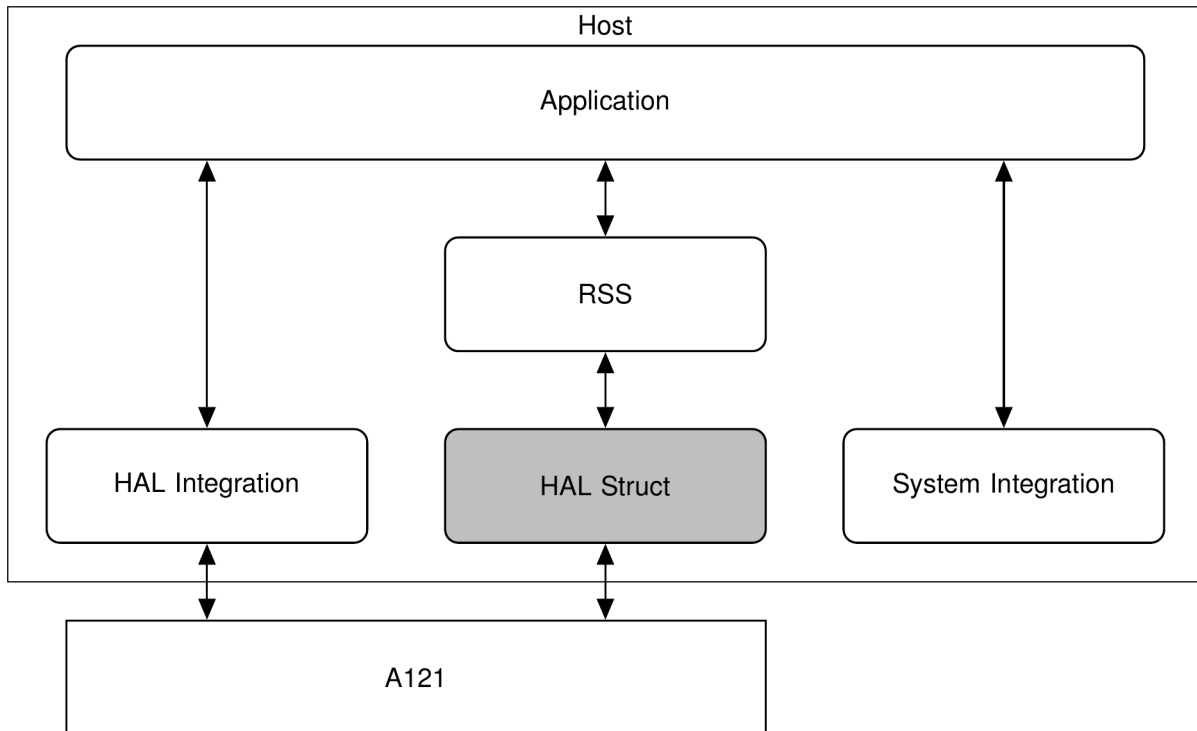 Host
Application
RSS
HAL Integration
HAL Struct
System Integration
A121